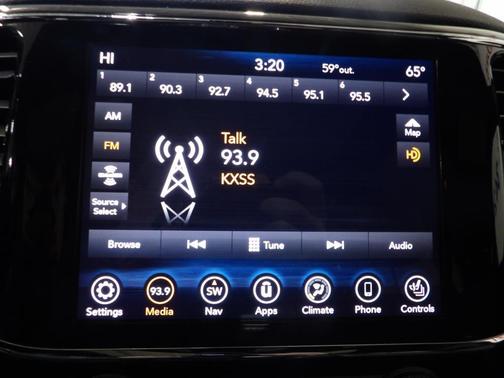 HI 3:20 59°out. 65°
1 2 3 4 5 6
89.1 90.3 92.7 94.5 95.1 95.5
AM
Map
Talk
FM 93.9
KXSS
Source
Select
Browse Tune Audio
93.9 SW
Settings Media Nav Apps Climate Phone Controls